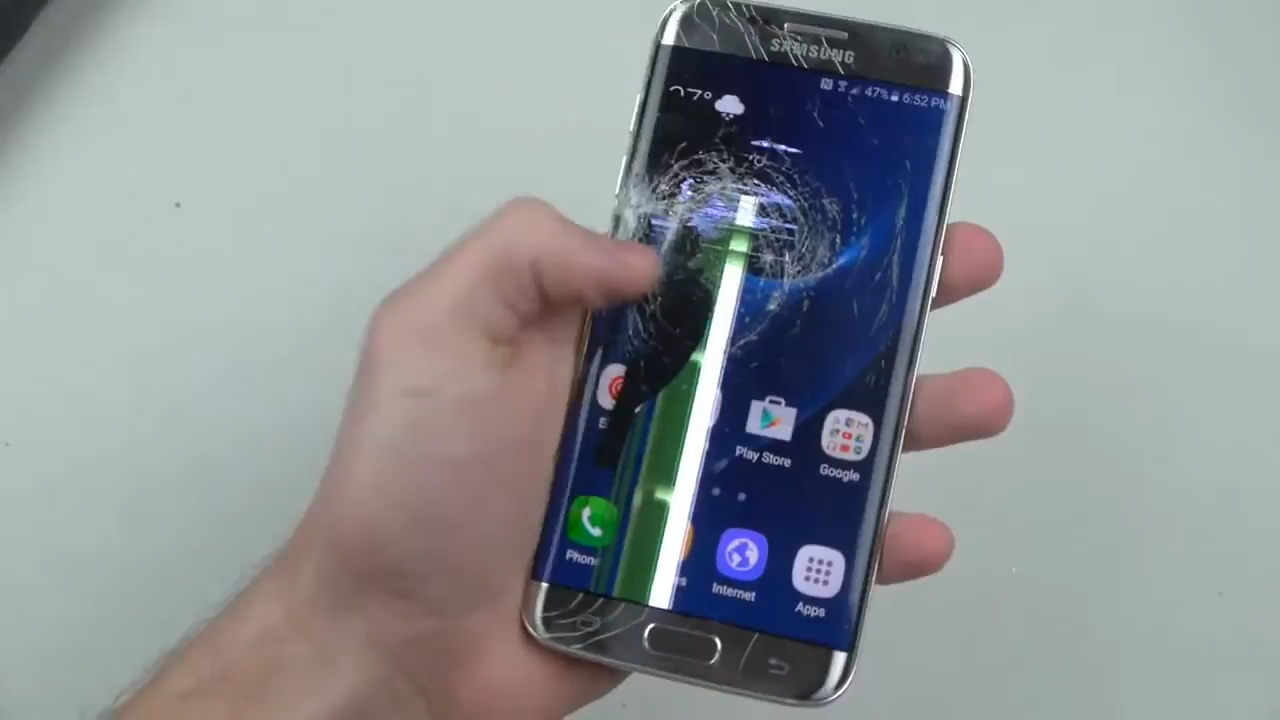 SAMSUNG
47% 6:52 PM
Play Store
Google
Phone
Internet
Apps